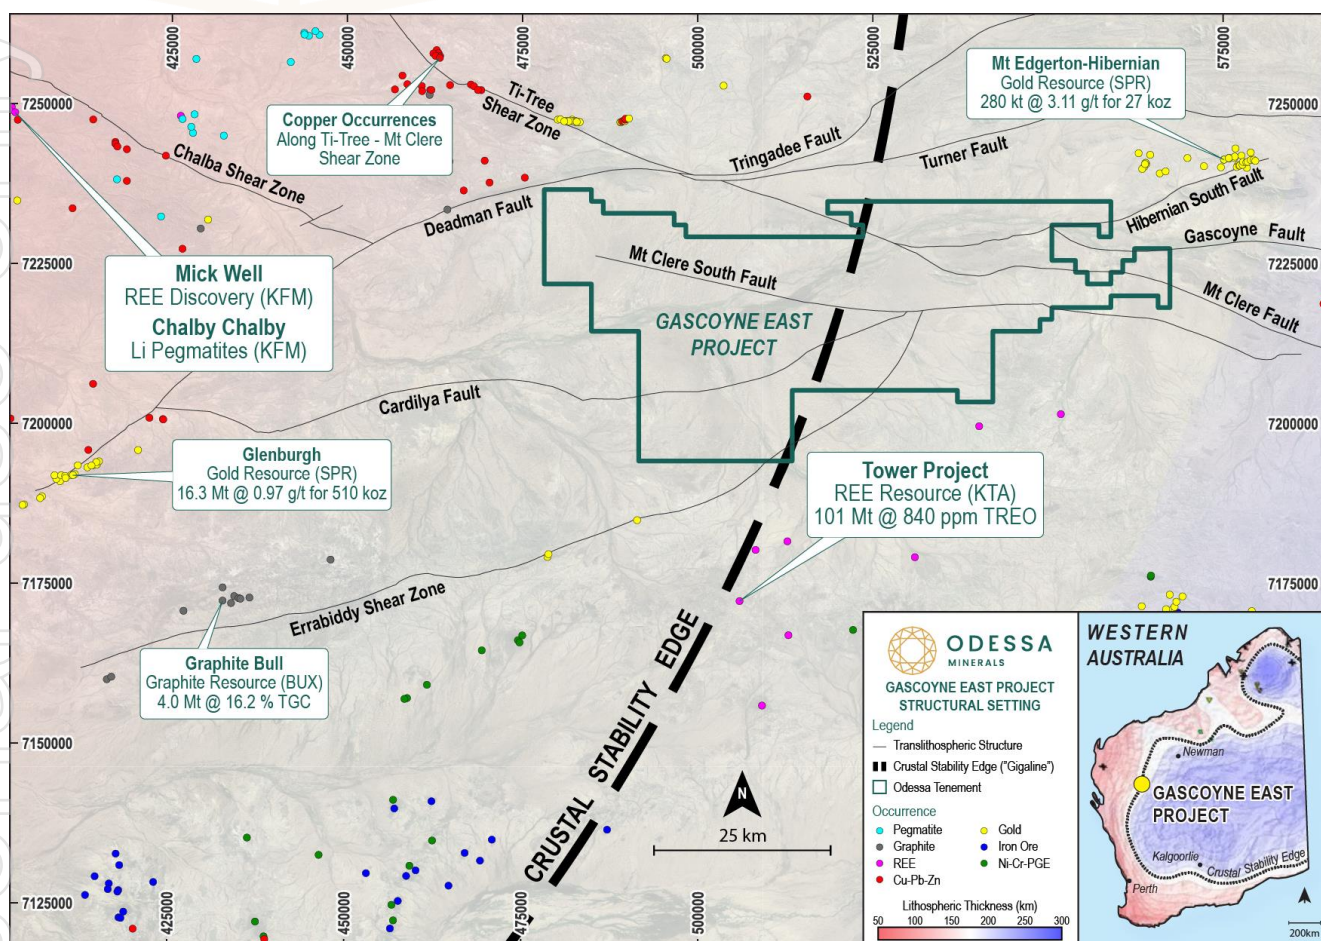 425000
450000
475000
500000
525000
575000
7250000
7250000
Mt Edgerton-Hibernian
Gold Resource (SPR)
280 kt @ 3.11 g/t for 27 koz
Copper Occurrences
Along Ti-Tree - Mt Clere
Shear Zone
Ti-Tree
Shear Zone
Chalba Shear Zone
Tringadee Fault
Turner Fault
Deadman Fault
Hibernian South Fault
Gascoyne Fault
7225000
7225000
Mick Well
REE Discovery (KFM)
Chalby Chalby
Li Pegmatites (KFM)
Mt Clere South Fault
Mt Clere Fault
GASCOYNE EAST
PROJECT
Cardilya Fault
7200000
7200000
Glenburgh
Gold Resource (SPR)
16.3 Mt @ 0.97 g/t for 510 koz
Tower Project
REE Resource (KTA)
101 Mt @ 840 ppm TREO
7175000
7175000
Errabiddy Shear Zone
Graphite Bull
Graphite Resource (BUX)
4.0 Mt @ 16.2 % TGC
CRUSTAL STABILITY EDGE
7150000
N
25 km
7125000
425000
450000
475000
500000
ODESSA
MINERALS
GASCOYNE EAST PROJECT
STRUCTURAL SETTING
Legend
Translithospheric Structure
Crustal Stability Edge ("Gigaline")
Odessa Tenement
Occurrence
Pegmatite
Gold
Graphite
Iron Ore
REE
Ni-Cr-PGE
Cu-Pb-Zn
Lithospheric Thickness (km)
50 100 150 200 250 300
WESTERN
AUSTRALIA
Newman
GASCOYNE EAST
PROJECT
Kalgoorlie
Crustal Stability Edge
Perth
200km